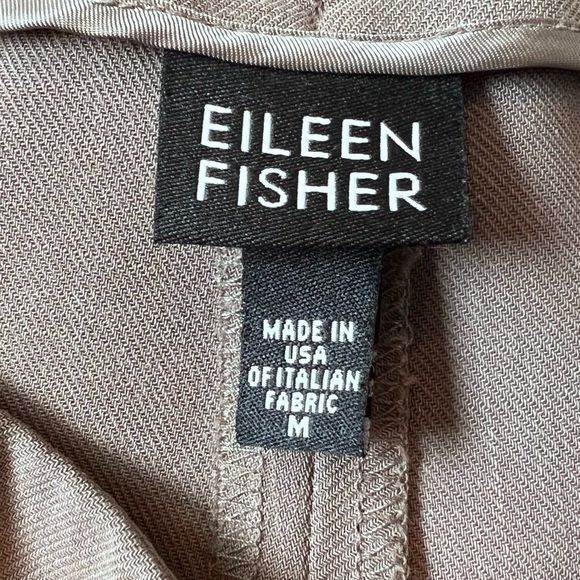 EILEEN
FISHER
MADE IN
USA
OF ITALIAN
FABRIC
M